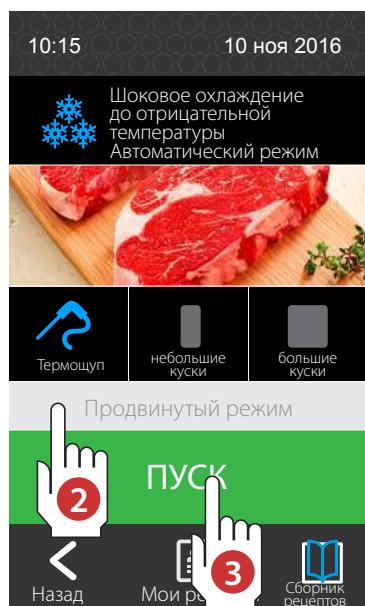 10:15 10 ноя 2016
Шоковое охлаждение
до отрицательной
температуры
Автоматический режим
Термощуп
небольшие
куски
большие
куски
Продвинутый режим
ПУСК
2
3
Назад
Мои
Сборник
рецептов